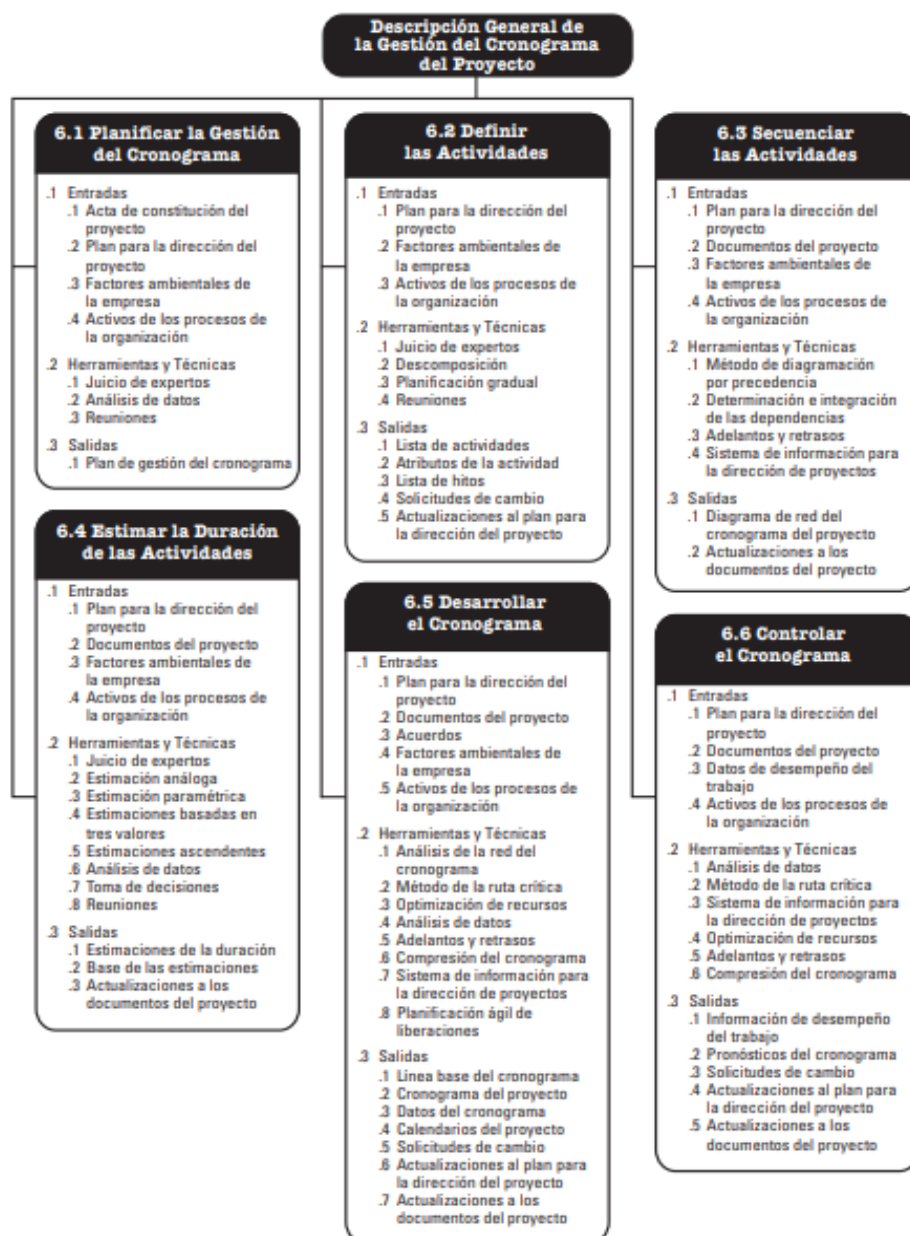 Descripción General de
la Gestión del Cronograma
del Proyecto
6.1 Planificar la Gestión
del Cronograma
.1 Entradas
.1 Acta de constitución del
proyecto
.2 Plan para la dirección del
proyecto
.3 Factores ambientales de
la empresa
.4 Activos de los procesos de
la organización
.2 Herramientas y Técnicas
.1 Juicio de expertos
.2 Análisis de datos
.3 Reuniones
.3 Salidas
.1 Plan de gestión del cronograma
6.2 Definir
las Actividades
.1 Entradas
.1 Plan para la dirección del
proyecto
.2 Factores ambientales de
la empresa
.3 Activos de los procesos de
la organización
.2 Herramientas y Técnicas
.1 Juicio de expertos
.2 Descomposición
.3 Planificación gradual
.4 Reuniones
.3 Salidas
.1 Lista de actividades
.2 Atributos de la actividad
.3 Lista de hitos
.4 Solicitudes de cambio
.5 Actualizaciones al plan para
la dirección del proyecto
6.3 Secuenciar
las Actividades
.1 Entradas
.1 Plan para la dirección del
proyecto
.2 Documentos del proyecto
.3 Factores ambientales de
la empresa
.4 Activos de los procesos de
la organización
.2 Herramientas y Técnicas
.1 Método de diagramación
por precedencia
.2 Determinación e integración
de las dependencias
.3 Adelantos y retrasos
.4 Sistema de información para
la dirección de proyectos
.3 Salidas
.1 Diagrama de red del
cronograma del proyecto
.2 Actualizaciones a los
documentos del proyecto
6.4 Estimar la Duración
de las Actividades
.1 Entradas
.1 Plan para la dirección del
proyecto
.2 Documentos del proyecto
.3 Factores ambientales de
la empresa
.4 Activos de los procesos de
la organización
.2 Herramientas y Técnicas
.1 Juicio de expertos
.2 Estimación análoga
.3 Estimación paramétrica
.4 Estimaciones basadas en
tres valores
.5 Estimaciones ascendentes
.6 Análisis de datos
.7 Toma de decisiones
.8 Reuniones
.3 Salidas
.1 Estimaciones de la duración
.2 Base de las estimaciones
.3 Actualizaciones a los
documentos del proyecto
6.5 Desarrollar
el Cronograma
.1 Entradas
.1 Plan para la dirección del
proyecto
.2 Documentos del proyecto
.3 Acuerdos
.4 Factores ambientales de
la empresa
.5 Activos de los procesos de
la organización
.2 Herramientas y Técnicas
.1 Análisis de la red del
cronograma
.2 Método de la ruta crítica
.3 Optimización de recursos
.4 Análisis de datos
.5 Adelantos y retrasos
.6 Compresión del cronograma
.7 Sistema de información para
la dirección de proyectos
.8 Planificación ágil de
liberaciones
.3 Salidas
.1 Línea base del cronograma
.2 Cronograma del proyecto
.3 Datos del cronograma
.4 Calendarios del proyecto
.5 Solicitudes de cambio
.6 Actualizaciones al plan para
la dirección del proyecto
.7 Actualizaciones a los
documentos del proyecto
6.6 Controlar
el Cronograma
.1 Entradas
.1 Plan para la dirección del
proyecto
.2 Documentos del proyecto
.3 Datos de desempeño del
trabajo
.4 Activos de los procesos de
la organización
.2 Herramientas y Técnicas
.1 Análisis de datos
.2 Método de la ruta crítica
.3 Sistema de información para
la dirección de proyectos
.4 Optimización de recursos
.5 Adelantos y retrasos
.6 Compresión del cronograma
.3 Salidas
.1 Información de desempeño
del trabajo
.2 Pronósticos del cronograma
.3 Solicitudes de cambio
.4 Actualizaciones al plan para
la dirección del proyecto
.5 Actualizaciones a los
documentos del proyecto